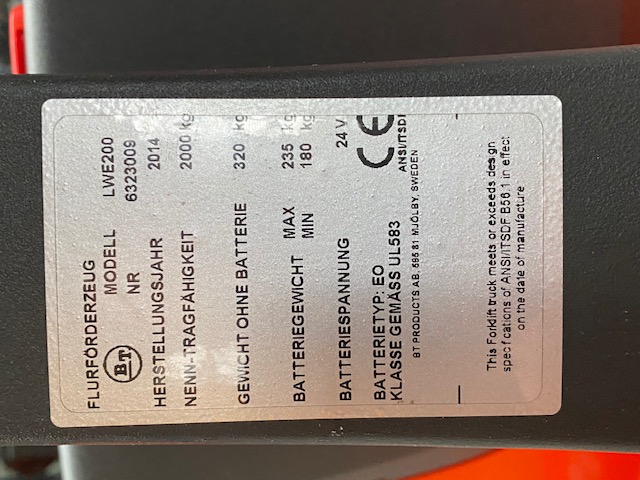 FLURFÖRDERZEUG
BT
MODELL LWE200
NR 6323009
HERSTELLUNGSJAHR 2014
NENN-TRAGFÄHIGKEIT 2000 kg
GEWICHT OHNE BATTERIE 320 kg
BATTERIEGEWICHT MAX 235 kg
MIN 180 kg
BATTERIESPANNUNG 24 V
BATTERIETYP: EO
KLASSE GEMÄSS UL583
CE
ANSI/ITSDF
BT PRODUCTS AB, 595 81 MJÖLBY, SWEDEN
This Forklift truck meets or exceeds design
specifications of ANSI/ITSDF B56.1 in effect
on the date of manufacture